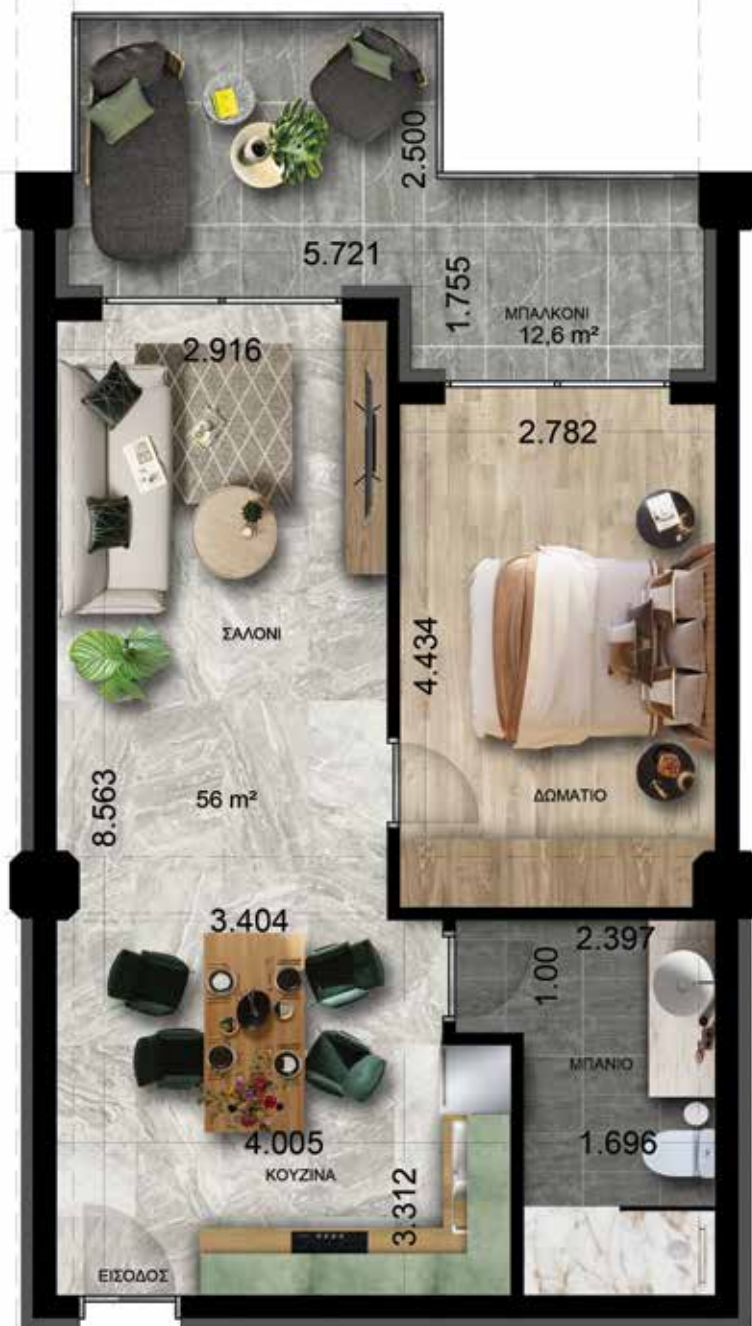 2.500
5.721
1.755
ΜΠΑΛΚΟΝΙ
12,6 m²
2.916
2.782
ΣΑΛΟΝΙ
4.434
8.563
56 m²
ΔΩΜΑΤΙΟ
3.404
2.397
1.00
ΜΠΑΝΙΟ
4.005
1.696
ΚΟΥΖΙΝΑ
3.312
ΕΙΣΟΔΟΣ